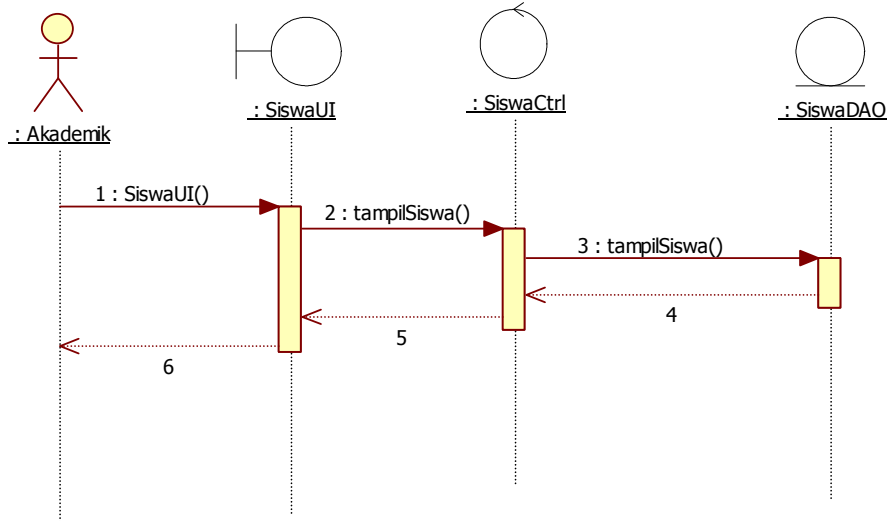 : SiswaUI
: SiswaCtrl
: SiswaDAO
: Akademik
1 : SiswaUI()
2 : tampilSiswa()
3 : tampilSiswa()
4
5
6